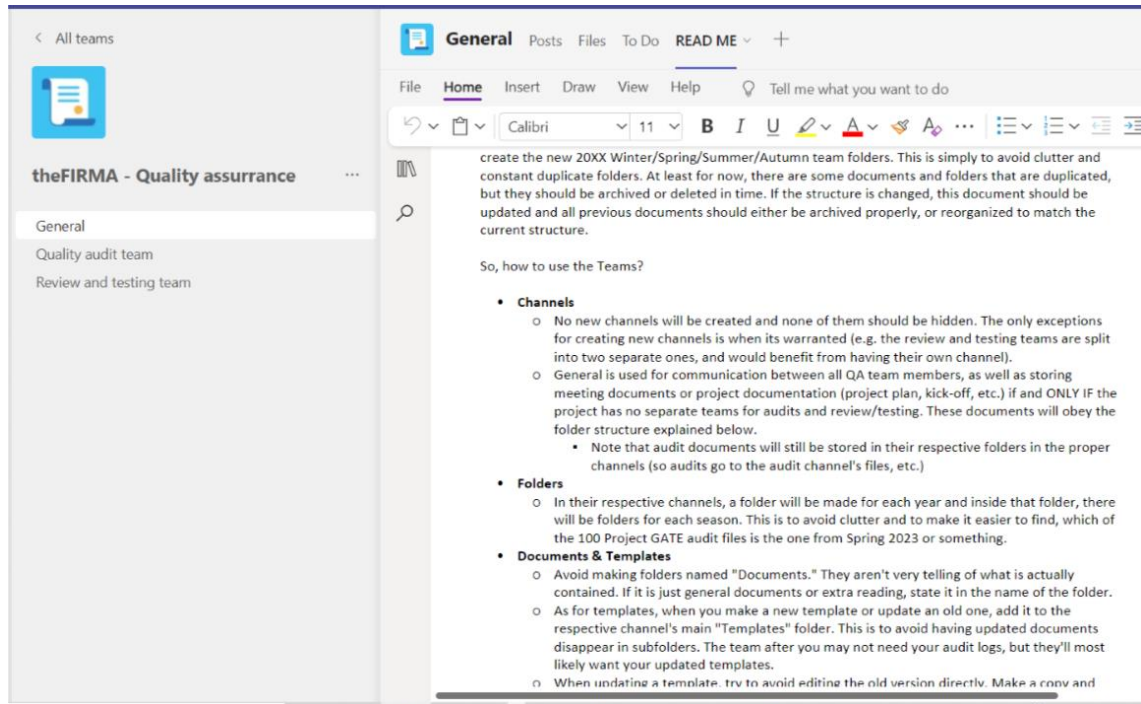 All teams
theFIRMA - Quality assurrance
General
Quality audit team
Review and testing team
General Posts Files To Do READ ME
File Home Insert Draw View Help Tell me what you want to do
Calibri 11 B I U A A
create the new 20XX Winter/Spring/Summer/Autumn team folders. This is simply to avoid clutter and
constant duplicate folders. At least for now, there are some documents and folders that are duplicated,
but they should be archived or deleted in time. If the structure is changed, this document should be
updated and all previous documents should either be archived properly, or reorganized to match the
current structure.
So, how to use the Teams?
• Channels
o No new channels will be created and none of them should be hidden. The only exceptions
for creating new channels is when its warranted (e.g. the review and testing teams are split
into two separate ones, and would benefit from having their own channel).
o General is used for communication between all QA team members, as well as storing
meeting documents or project documentation (project plan, kick-off, etc.) if and ONLY IF the
project has no separate teams for audits and review/testing. These documents will obey the
folder structure explained below.
▪ Note that audit documents will still be stored in their respective folders in the proper
channels (so audits go to the audit channel's files, etc.)
• Folders
o In their respective channels, a folder will be made for each year and inside that folder, there
will be folders for each season. This is to avoid clutter and to make it easier to find, which of
the 100 Project GATE audit files is the one from Spring 2023 or something.
• Documents & Templates
o Avoid making folders named "Documents." They aren't very telling of what is actually
contained. If it is just general documents or extra reading, state it in the name of the folder.
o As for templates, when you make a new template or update an old one, add it to the
respective channel's main "Templates" folder. This is to avoid having updated documents
disappear in subfolders. The team after you may not need your audit logs, but they'll most
likely want your updated templates.
o When updating a template, try to avoid editing the old version directly. Make a copy and